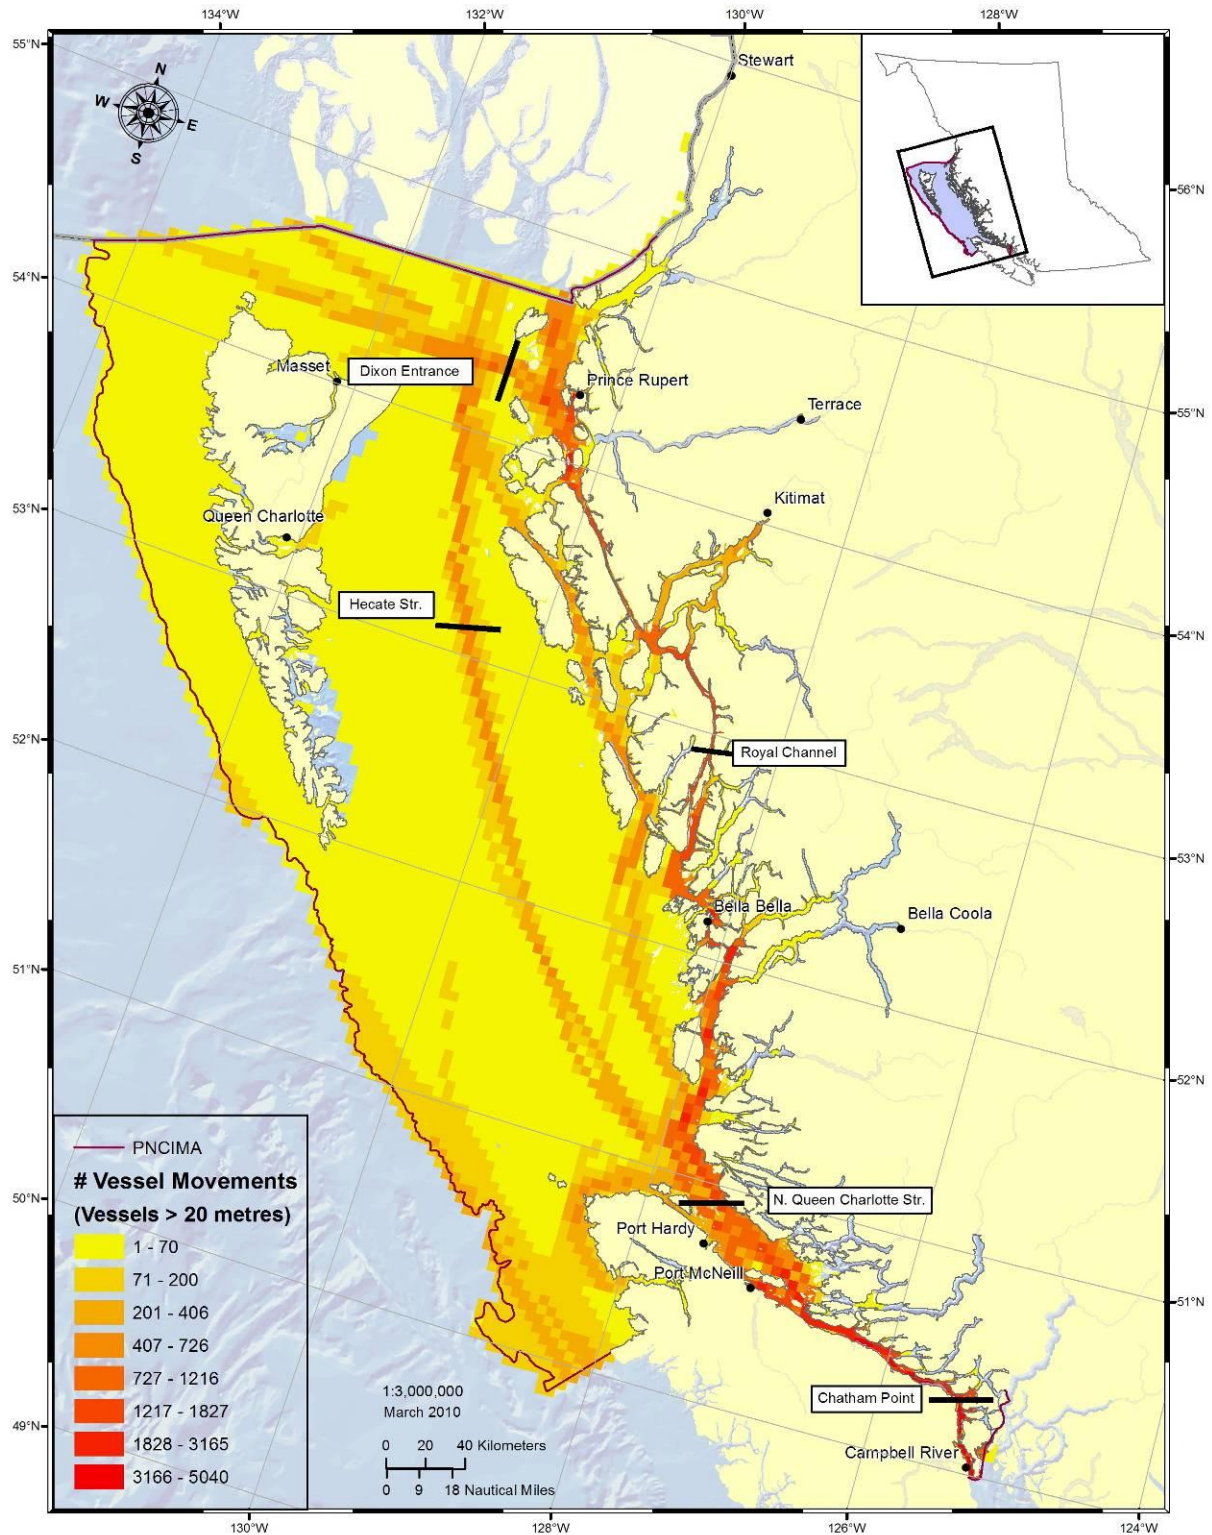 134°W
132°W
130°W
128°W
55°N
N
W
E
S
Stewart
56°N
54°N
Masset
Dixon Entrance
Prince Rupert
Terrace
55°N
Kitimat
53°N
Queen Charlotte
Hecate Str.
54°N
52°N
Royal Channel
53°N
Bella Bella
Bella Coola
51°N
52°N
PNCIMA
# Vessel Movements
(Vessels > 20 metres)
1 - 70
71 - 200
201 - 406
407 - 726
727 - 1216
1217 - 1827
1828 - 3165
3166 - 5040
50°N
N. Queen Charlotte Str.
Port Hardy
Port McNeill
51°N
1:3,000,000
March 2010
0 20 40 Kilometers
0 9 18 Nautical Miles
Chatham Point
49°N
50°N
Campbell River
130°W
128°W
126°W
124°W